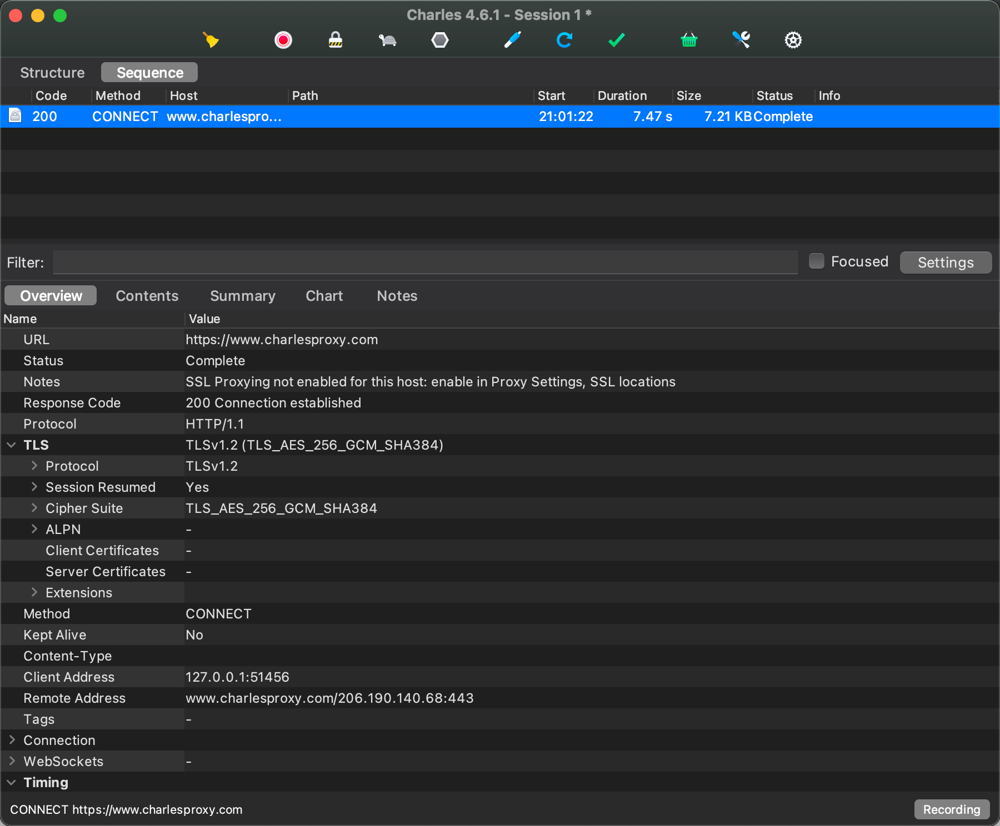 Charles 4.6.1 - Session 1 *
Structure Sequence
Code Method Host Path Start Duration Size Status Info
200 CONNECT www.charlespro... 21:01:22 7.47 s 7.21 KB Complete
Filter: Focused Settings
Overview Contents Summary Chart Notes
Name Value
URL https://www.charlesproxy.com
Status Complete
Notes SSL Proxying not enabled for this host: enable in Proxy Settings, SSL locations
Response Code 200 Connection established
Protocol HTTP/1.1
TLS TLSv1.2 (TLS_AES_256_GCM_SHA384)
Protocol TLSv1.2
Session Resumed Yes
Cipher Suite TLS_AES_256_GCM_SHA384
ALPN -
Client Certificates -
Server Certificates -
Extensions
Method CONNECT
Kept Alive No
Content-Type
Client Address 127.0.0.1:51456
Remote Address www.charlesproxy.com/206.190.140.68:443
Tags -
Connection
WebSockets -
Timing
CONNECT https://www.charlesproxy.com Recording